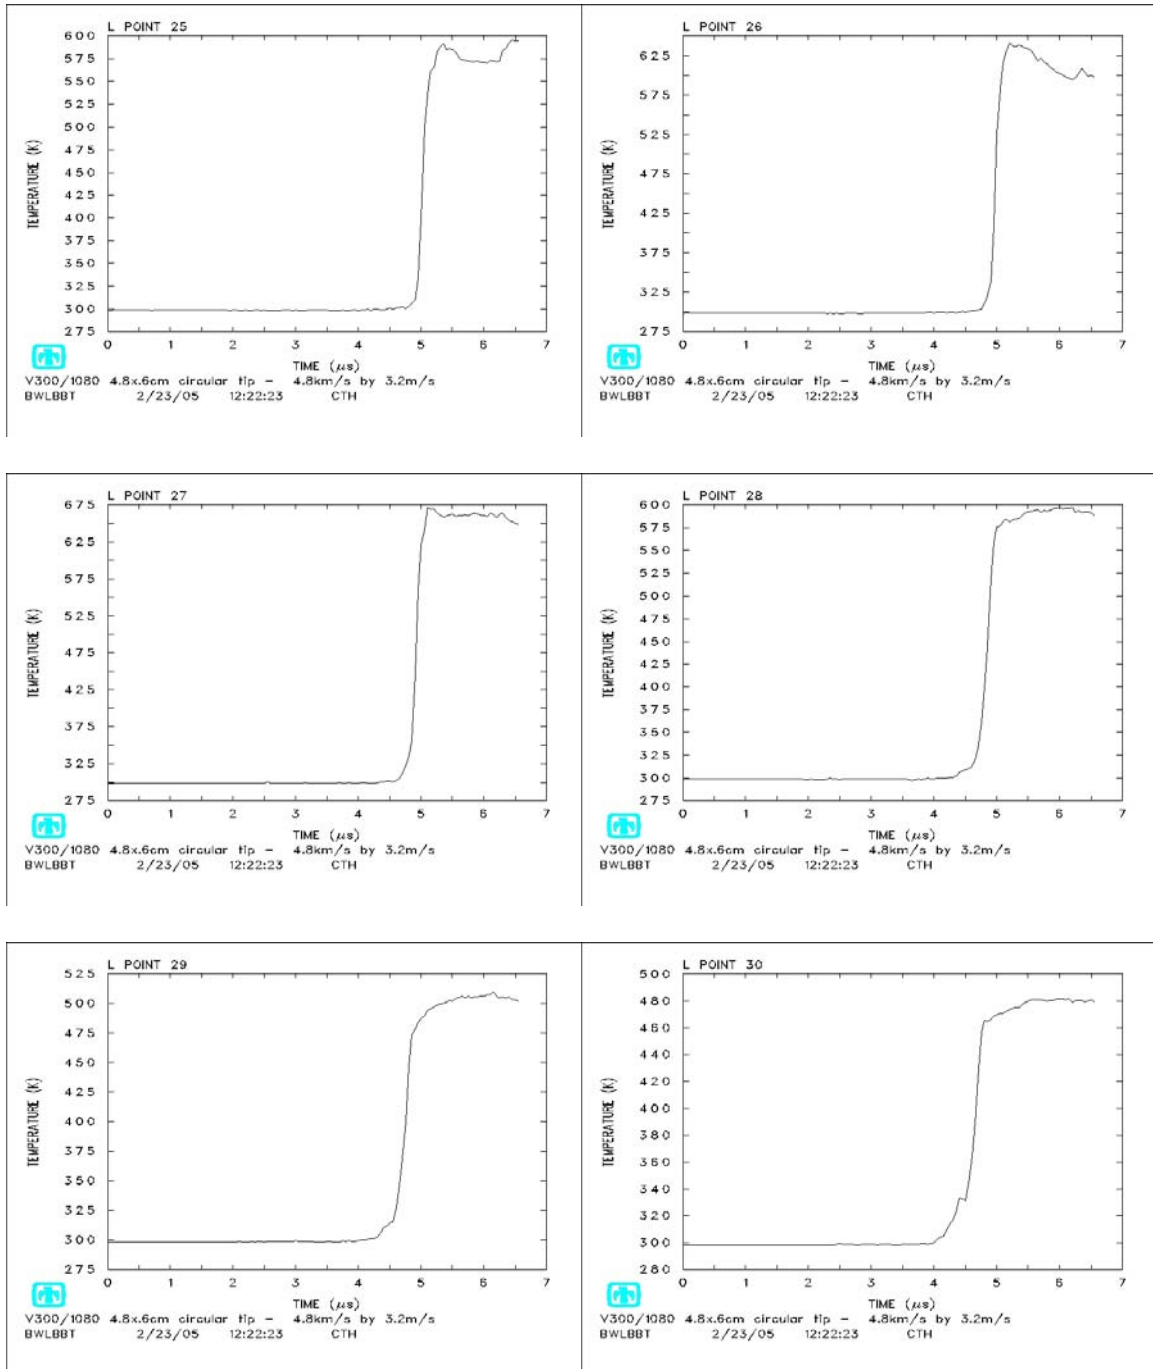 L POINT 25
600
575
550
525
500
475
450
425
400
375
350
325
300
275
TEMPERATURE (K)
0 1 2 3 4 5 6 7
TIME (μs)
V300/1080 4.8x.6cm circular tip – 4.8km/s by 3.2m/s
BWLBBT 2/23/05 12:22:23 CTH
L POINT 26
625
575
525
475
425
375
325
275
TEMPERATURE (K)
0 1 2 3 4 5 6 7
TIME (μs)
V300/1080 4.8x.6cm circular tip – 4.8km/s by 3.2m/s
BWLBBT 2/23/05 12:22:23 CTH
L POINT 27
675
625
575
525
475
425
375
325
275
TEMPERATURE (K)
0 1 2 3 4 5 6 7
TIME (μs)
V300/1080 4.8x.6cm circular tip – 4.8km/s by 3.2m/s
BWLBBT 2/23/05 12:22:23 CTH
L POINT 28
600
575
550
525
500
475
450
425
400
375
350
325
300
275
TEMPERATURE (K)
0 1 2 3 4 5 6 7
TIME (μs)
V300/1080 4.8x.6cm circular tip – 4.8km/s by 3.2m/s
BWLBBT 2/23/05 12:22:23 CTH
L POINT 29
525
500
475
450
425
400
375
350
325
300
275
TEMPERATURE (K)
0 1 2 3 4 5 6 7
TIME (μs)
V300/1080 4.8x.6cm circular tip – 4.8km/s by 3.2m/s
BWLBBT 2/23/05 12:22:23 CTH
L POINT 30
500
480
460
440
420
400
380
360
340
320
300
280
TEMPERATURE (K)
0 1 2 3 4 5 6 7
TIME (μs)
V300/1080 4.8x.6cm circular tip – 4.8km/s by 3.2m/s
BWLBBT 2/23/05 12:22:23 CTH